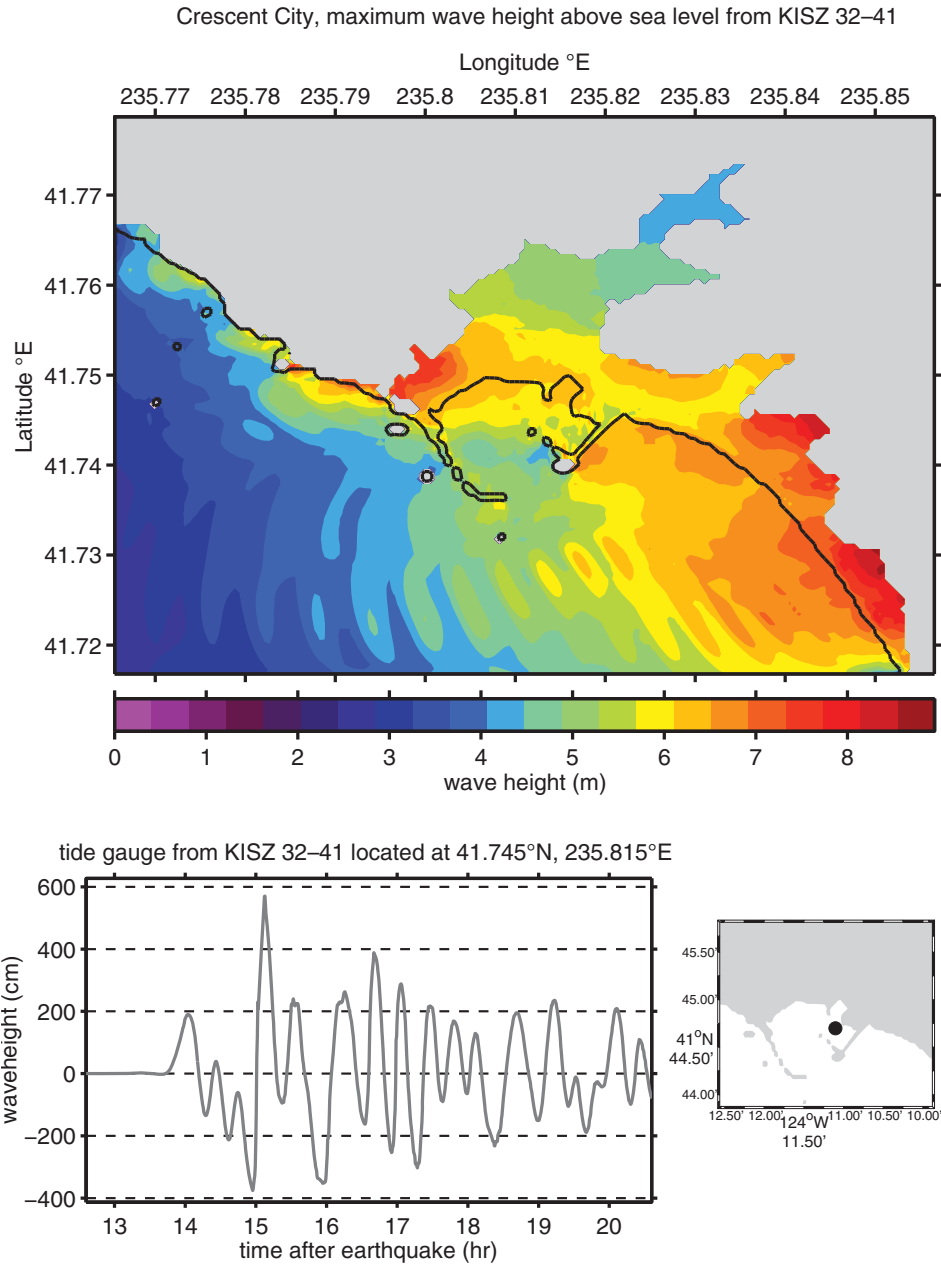 Crescent City, maximum wave height above sea level from KISZ 32–41
Longitude °E
235.77 235.78 235.79 235.8 235.81 235.82 235.83 235.84 235.85
Latitude °E
41.77
41.76
41.75
41.74
41.73
41.72
0 1 2 3 4 5 6 7 8
wave height (m)
tide gauge from KISZ 32–41 located at 41.745°N, 235.815°E
waveheight (cm)
600
400
200
0
−200
−400
13 14 15 16 17 18 19 20
time after earthquake (hr)
45.50'
45.00'
41°N
44.50'
44.00'
12.50' 12.00' 11.00' 10.50' 10.00'
124°W
11.50'